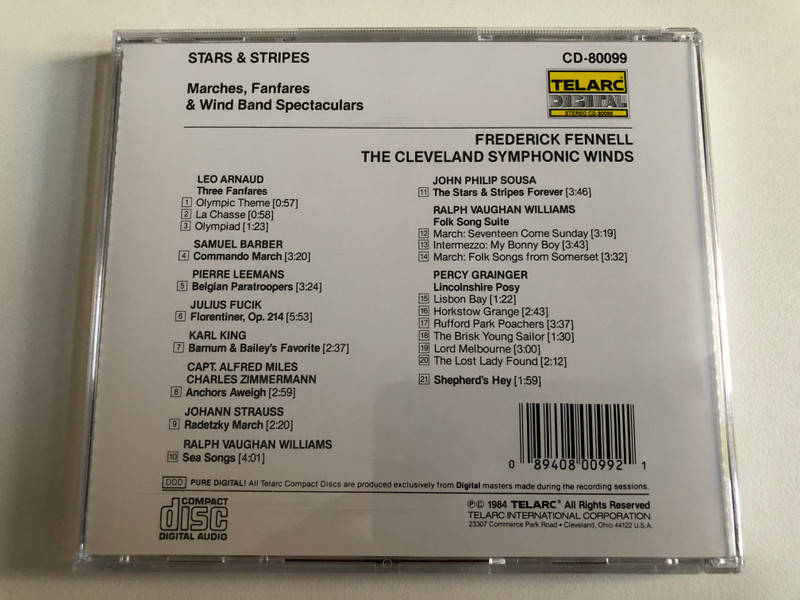 STARS & STRIPES
CD-80099
Marches, Fanfares
& Wind Band Spectaculars
TELARC®
DIGITAL
STEREO CD-80099
FREDERICK FENNELL
THE CLEVELAND SYMPHONIC WINDS
LEO ARNAUD
Three Fanfares
1 Olympic Theme [0:57]
2 La Chasse [0:58]
3 Olympiad [1:23]
SAMUEL BARBER
4 Commando March [3:20]
PIERRE LEEMANS
5 Belgian Paratroopers [3:24]
JULIUS FUCIK
6 Florentiner, Op. 214 [5:53]
KARL KING
7 Barnum & Bailey's Favorite [2:37]
CAPT. ALFRED MILES
CHARLES ZIMMERMANN
8 Anchors Aweigh [2:59]
JOHANN STRAUSS
9 Radetzky March [2:20]
RALPH VAUGHAN WILLIAMS
10 Sea Songs [4:01]
JOHN PHILIP SOUSA
11 The Stars & Stripes Forever [3:46]
RALPH VAUGHAN WILLIAMS
Folk Song Suite
12 March: Seventeen Come Sunday [3:19]
13 Intermezzo: My Bonny Boy [3:43]
14 March: Folk Songs from Somerset [3:32]
PERCY GRAINGER
Lincolnshire Posy
15 Lisbon Bay [1:22]
16 Horkstow Grange [2:43]
17 Rufford Park Poachers [3:37]
18 The Brisk Young Sailor [1:30]
19 Lord Melbourne [3:00]
20 The Lost Lady Found [2:12]
21 Shepherd's Hey [1:59]
0 89408 00992 1
DDD PURE DIGITAL! All Telarc Compact Discs are produced exclusively from Digital masters made during the recording sessions.
COMPACT
disc
DIGITAL AUDIO
℗© 1984 TELARC® All Rights Reserved
TELARC INTERNATIONAL CORPORATION
23307 Commerce Park Road • Cleveland, Ohio 44122 U.S.A.